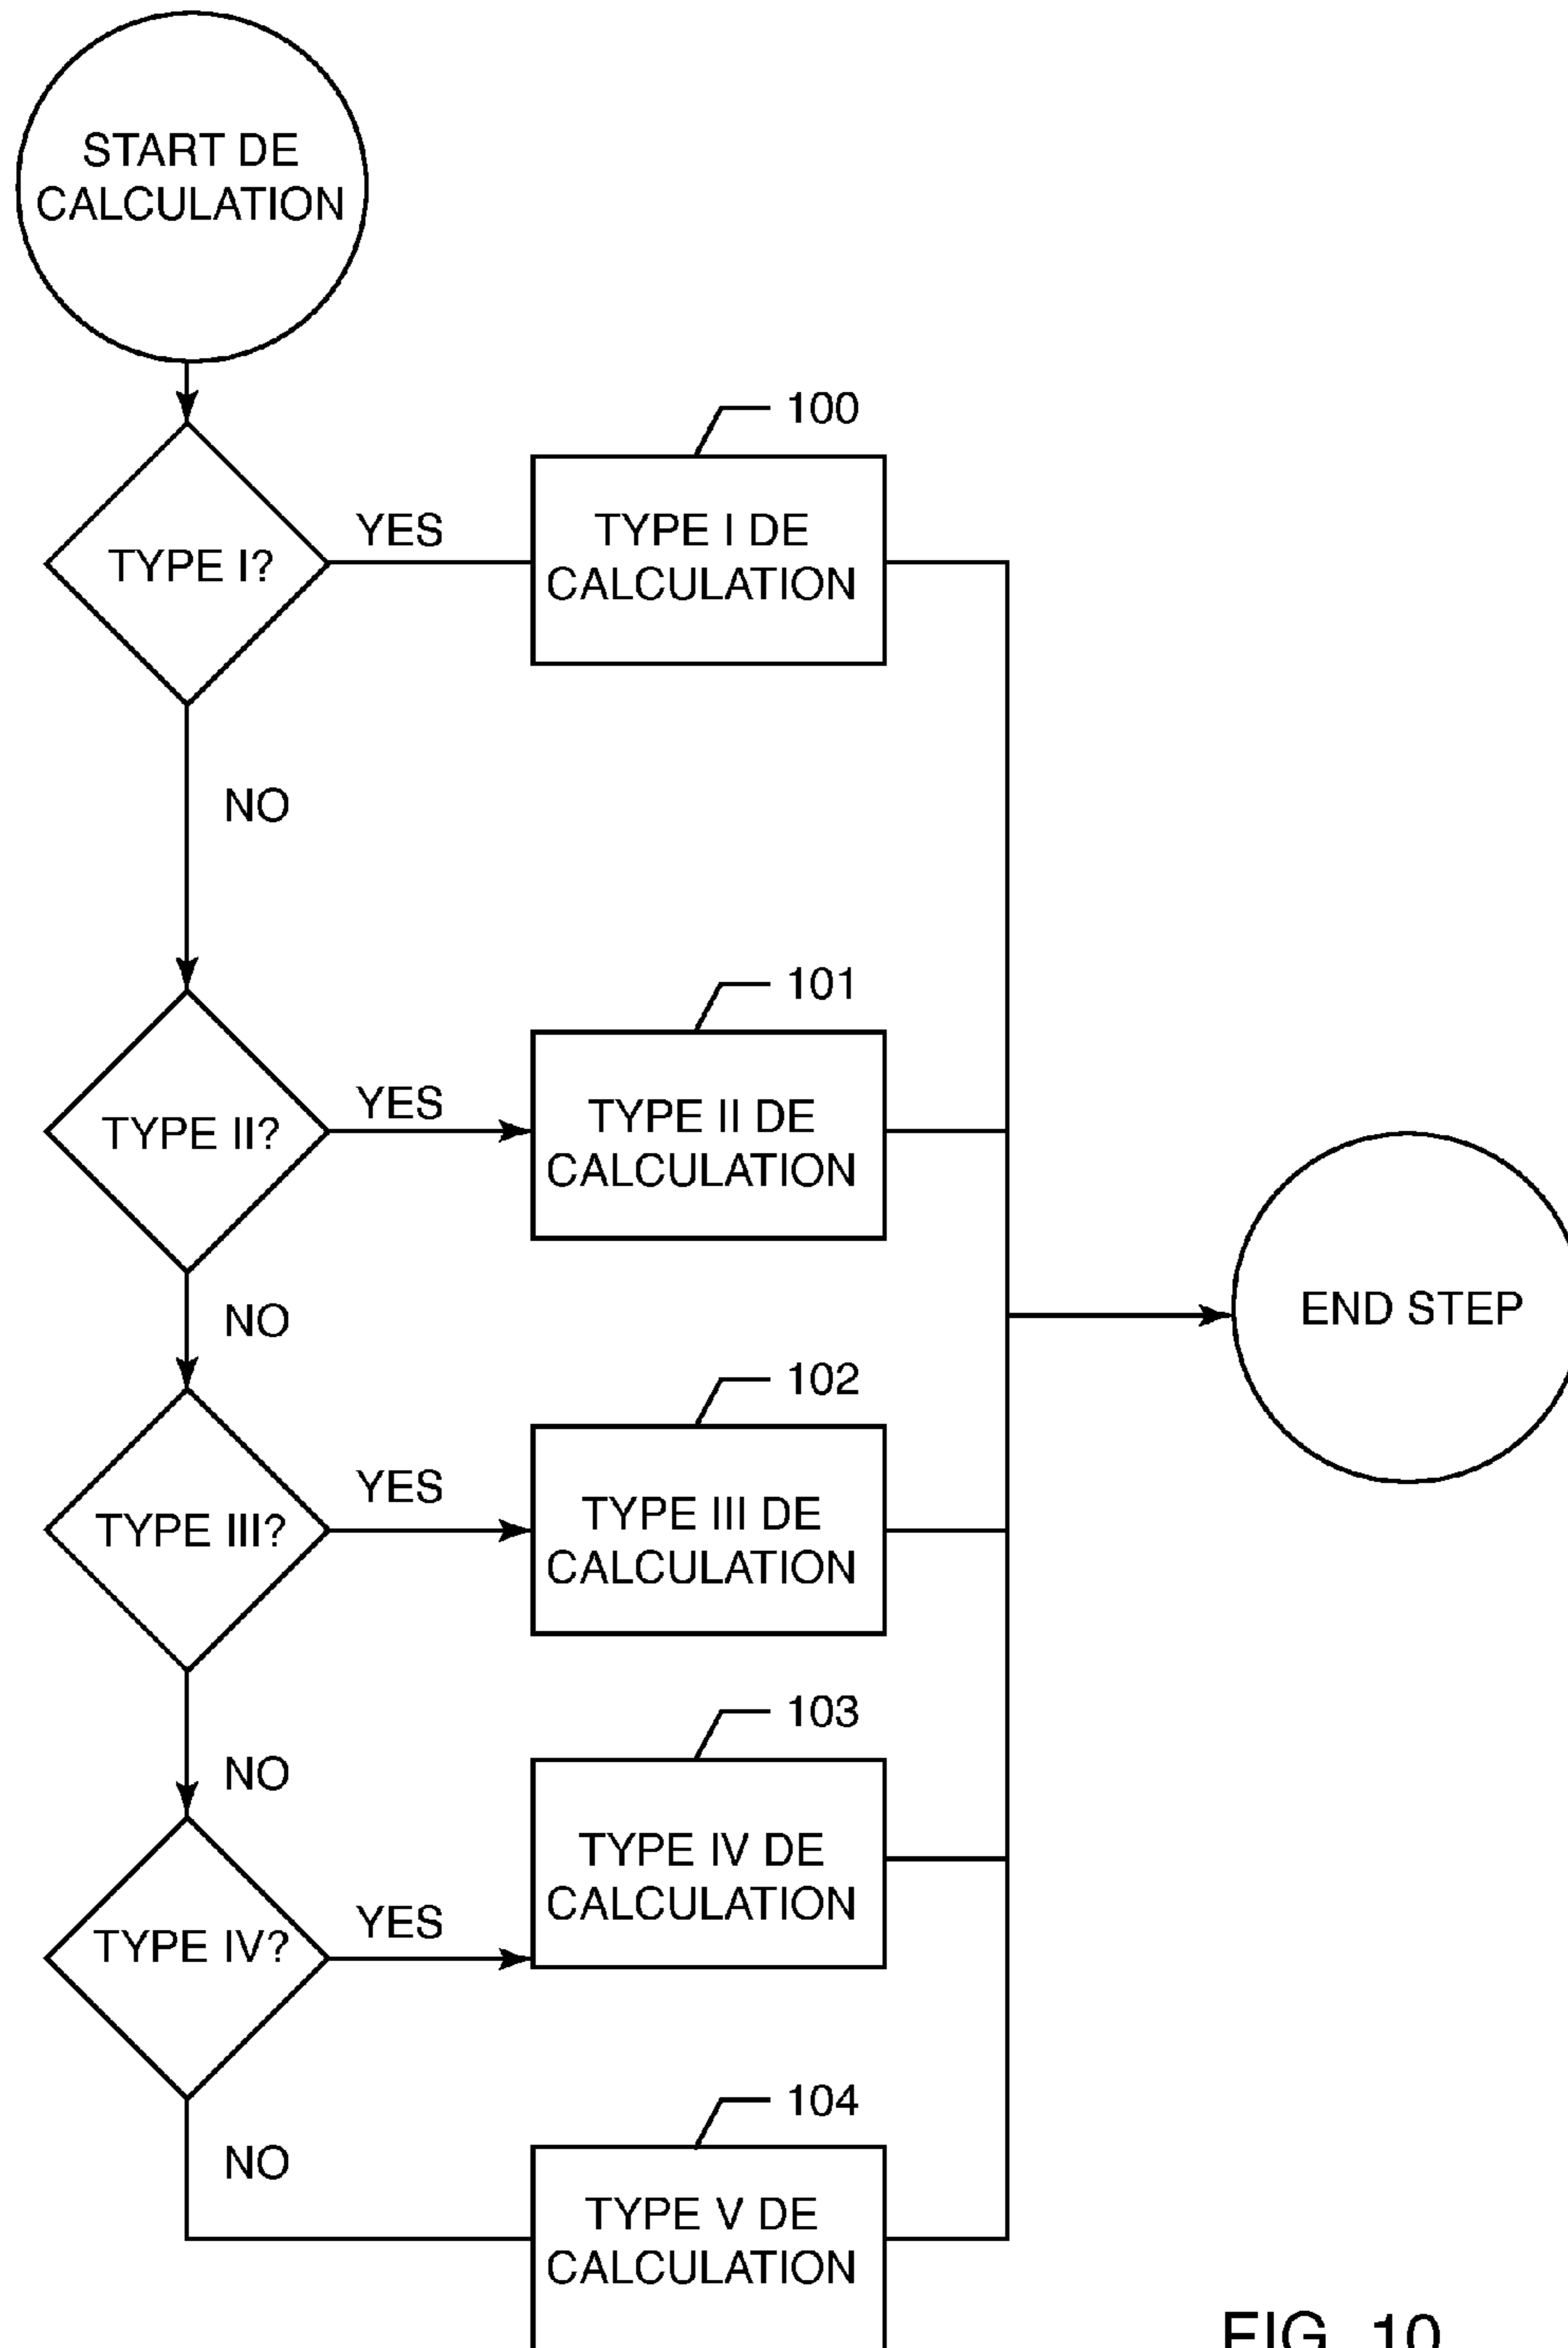 START DE
CALCULATION
100
TYPE I?
YES
TYPE I DE
CALCULATION
NO
101
TYPE II?
YES
TYPE II DE
CALCULATION
END STEP
NO
102
TYPE III?
YES
TYPE III DE
CALCULATION
103
NO
TYPE IV?
YES
TYPE IV DE
CALCULATION
104
NO
TYPE V DE
CALCULATION
FIG. 10